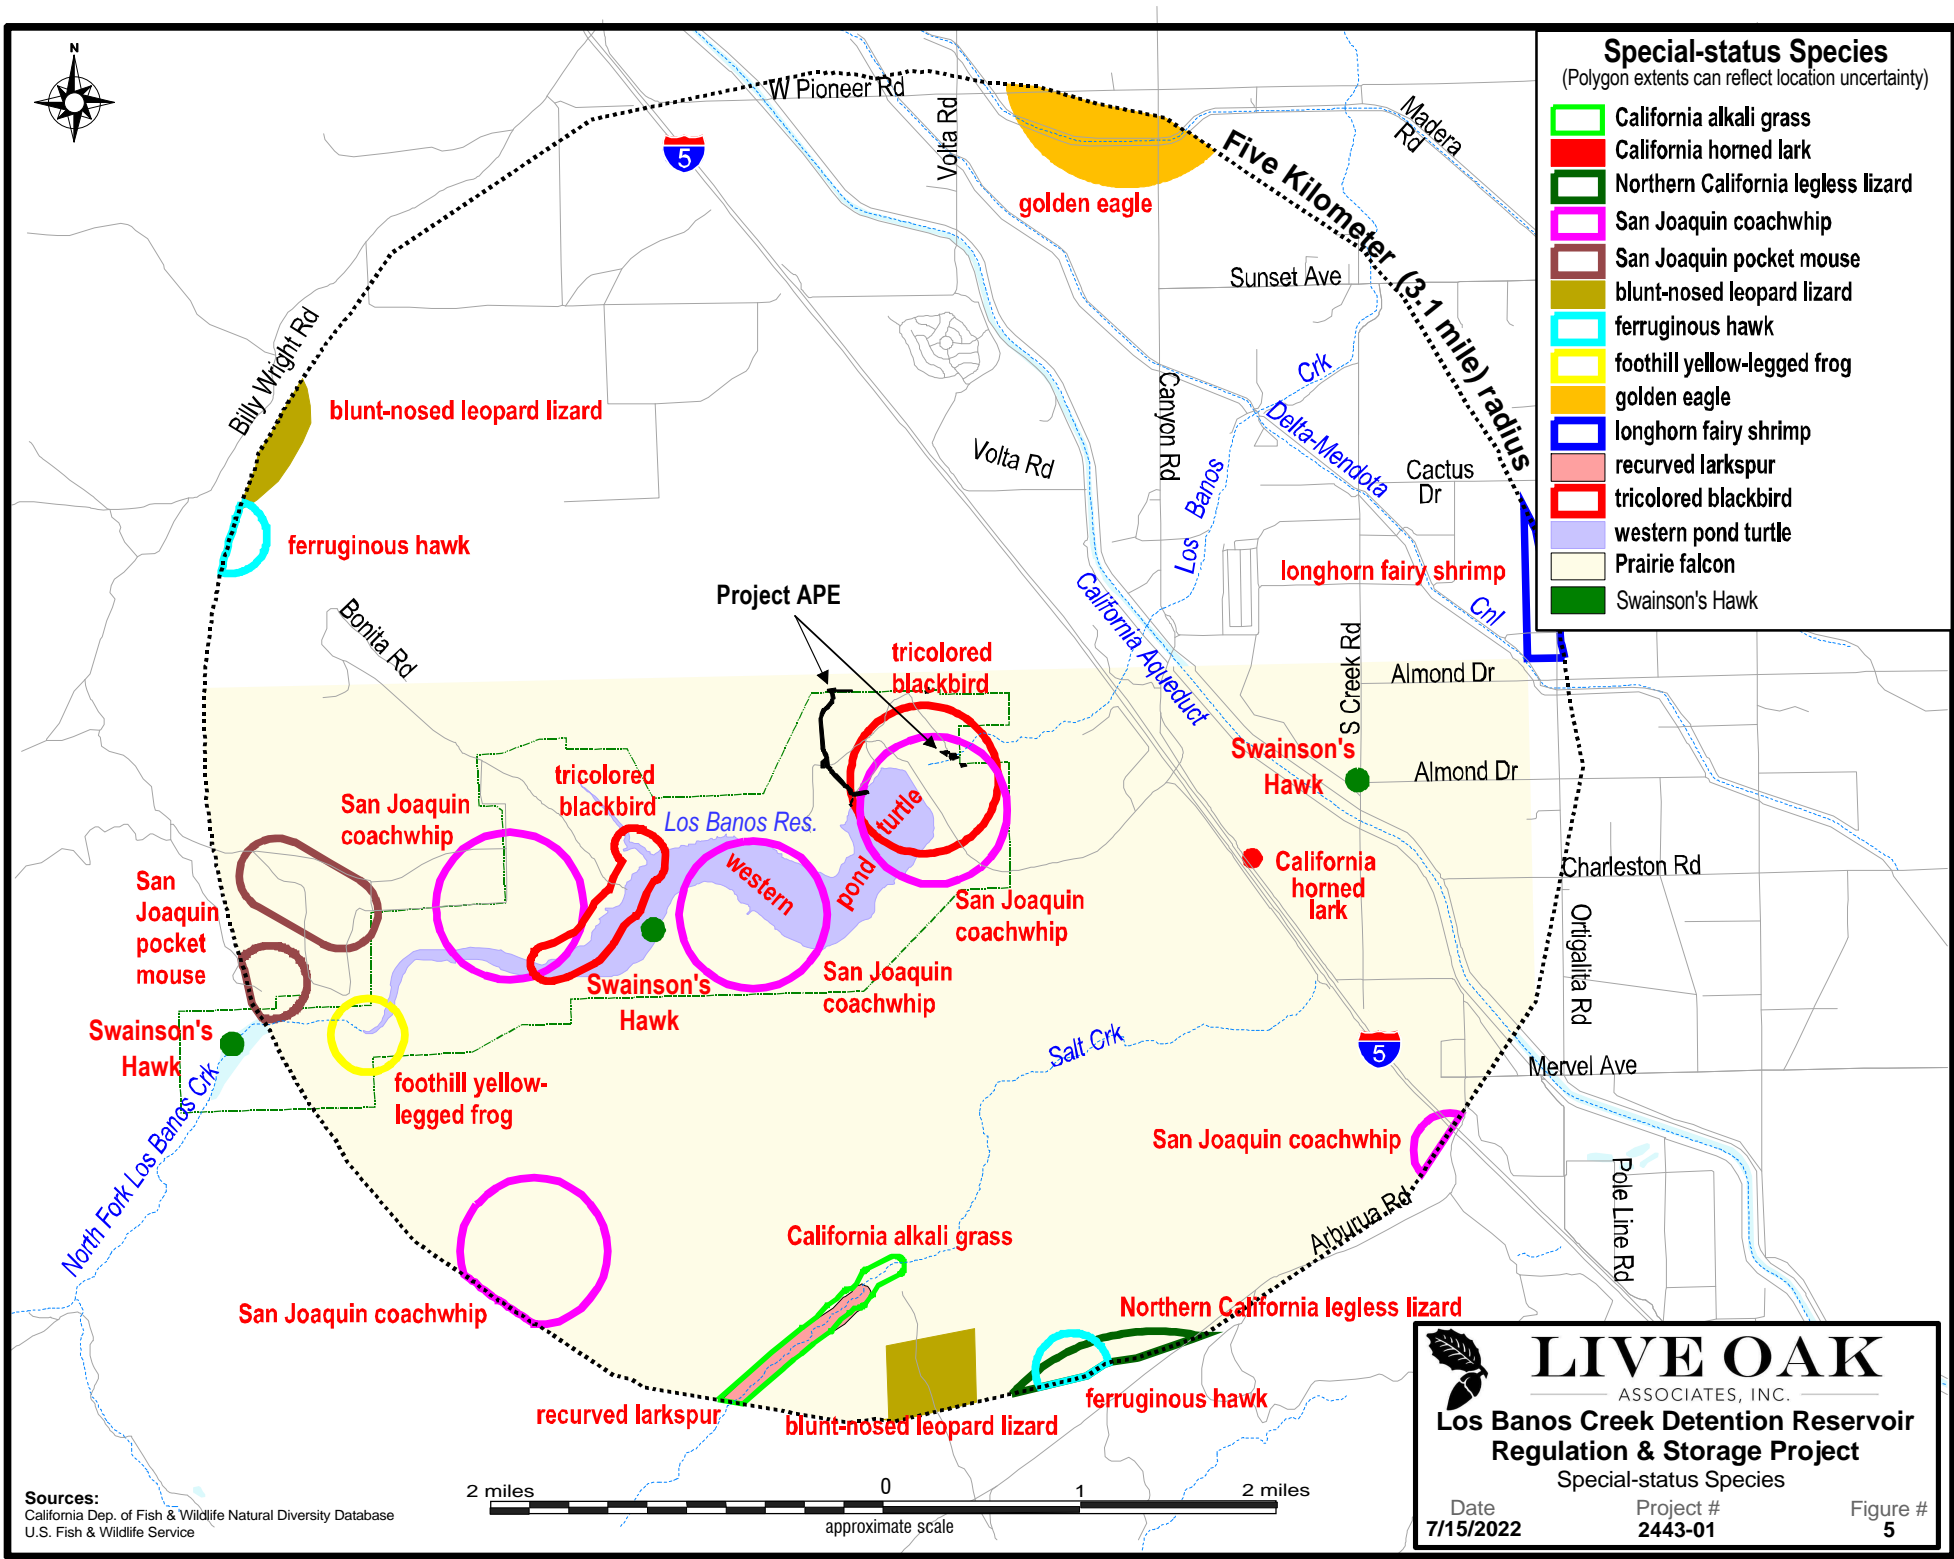 N
Special-status Species
(Polygon extents can reflect location uncertainty)
California alkali grass
California horned lark
Northern California legless lizard
San Joaquin coachwhip
San Joaquin pocket mouse
blunt-nosed leopard lizard
ferruginous hawk
foothill yellow-legged frog
golden eagle
longhorn fairy shrimp
recurved larkspur
tricolored blackbird
western pond turtle
Prairie falcon
Swainson's Hawk
W Pioneer Rd
Volta Rd
5
Madera
Rd
Five Kilometer (3.1 mile) radius
golden eagle
Sunset Ave
Billy Wright Rd
blunt-nosed leopard lizard
Crk
Canyon Rd
Delta-Mendota
Volta Rd
Cactus
Dr
Banos
Los
ferruginous hawk
longhorn fairy shrimp
Cnl
Project APE
Bonita Rd
California Aqueduct
S Creek Rd
tricolored
blackbird
Almond Dr
Swainson's
Hawk
Almond Dr
tricolored
blackbird
San Joaquin
coachwhip
Los Banos Res.
turtle
western
pond
California
horned
lark
Charleston Rd
San
Joaquin
pocket
mouse
San Joaquin
coachwhip
Ortigalita Rd
San Joaquin
coachwhip
Swainson's
Hawk
Swainson's
Hawk
Salt Crk
5
Mervel Ave
foothill yellow-
legged frog
North Fork Los Banos Crk
San Joaquin coachwhip
Pole Line Rd
Arburua Rd
California alkali grass
San Joaquin coachwhip
Northern California legless lizard
recurved larkspur
blunt-nosed leopard lizard
ferruginous hawk
LIVE OAK
ASSOCIATES, INC.
Los Banos Creek Detention Reservoir
Regulation & Storage Project
Special-status Species
Date
Project #
Figure #
7/15/2022
2443-01
5
2 miles
0
1
2 miles
approximate scale
Sources:
California Dep. of Fish & Wildlife Natural Diversity Database
U.S. Fish & Wildlife Service